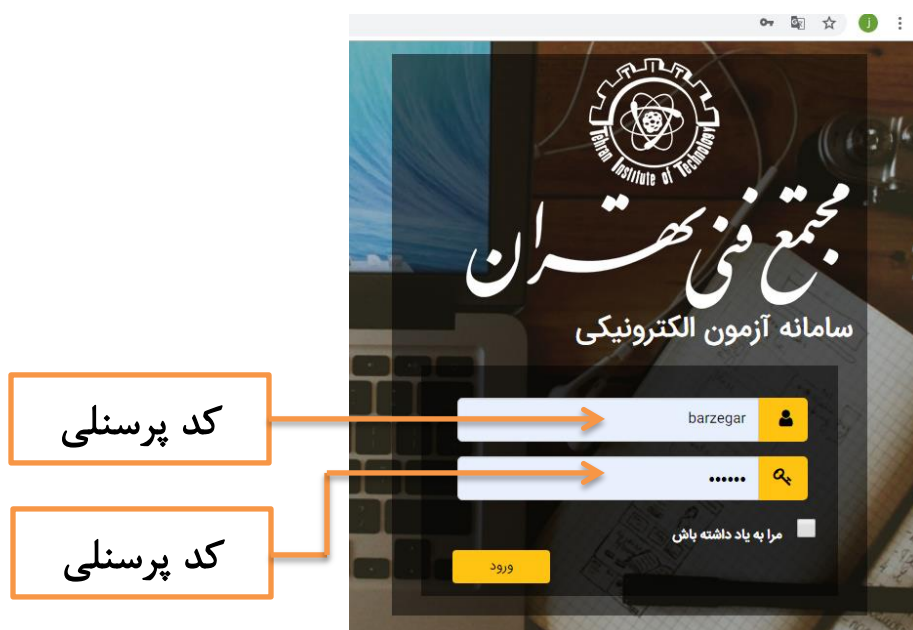 j
Tehran Institute of Technology
مجتمع فنی تهران
سامانه آزمون الکترونیکی
کد پرسنلی
barzegar
کد پرسنلی
••••••
مرا به یاد داشته باش
ورود